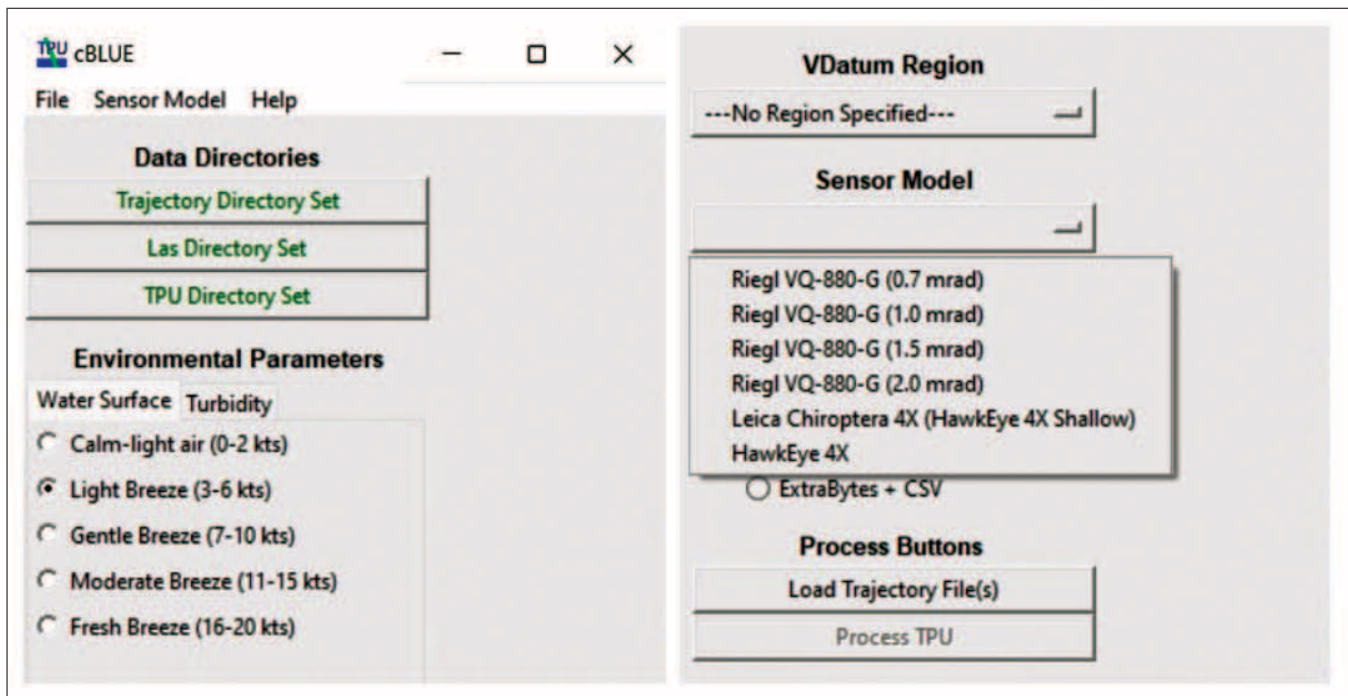 TPU cBLUE
File Sensor Model Help
Data Directories
Trajectory Directory Set
Las Directory Set
TPU Directory Set
Environmental Parameters
Water Surface Turbidity
Calm-light air (0-2 kts)
Light Breeze (3-6 kts)
Gentle Breeze (7-10 kts)
Moderate Breeze (11-15 kts)
Fresh Breeze (16-20 kts)
VDatum Region
---No Region Specified---
Sensor Model
Riegl VQ-880-G (0.7 mrad)
Riegl VQ-880-G (1.0 mrad)
Riegl VQ-880-G (1.5 mrad)
Riegl VQ-880-G (2.0 mrad)
Leica Chiroptera 4X (HawkEye 4X Shallow)
HawkEye 4X
ExtraBytes + CSV
Process Buttons
Load Trajectory File(s)
Process TPU